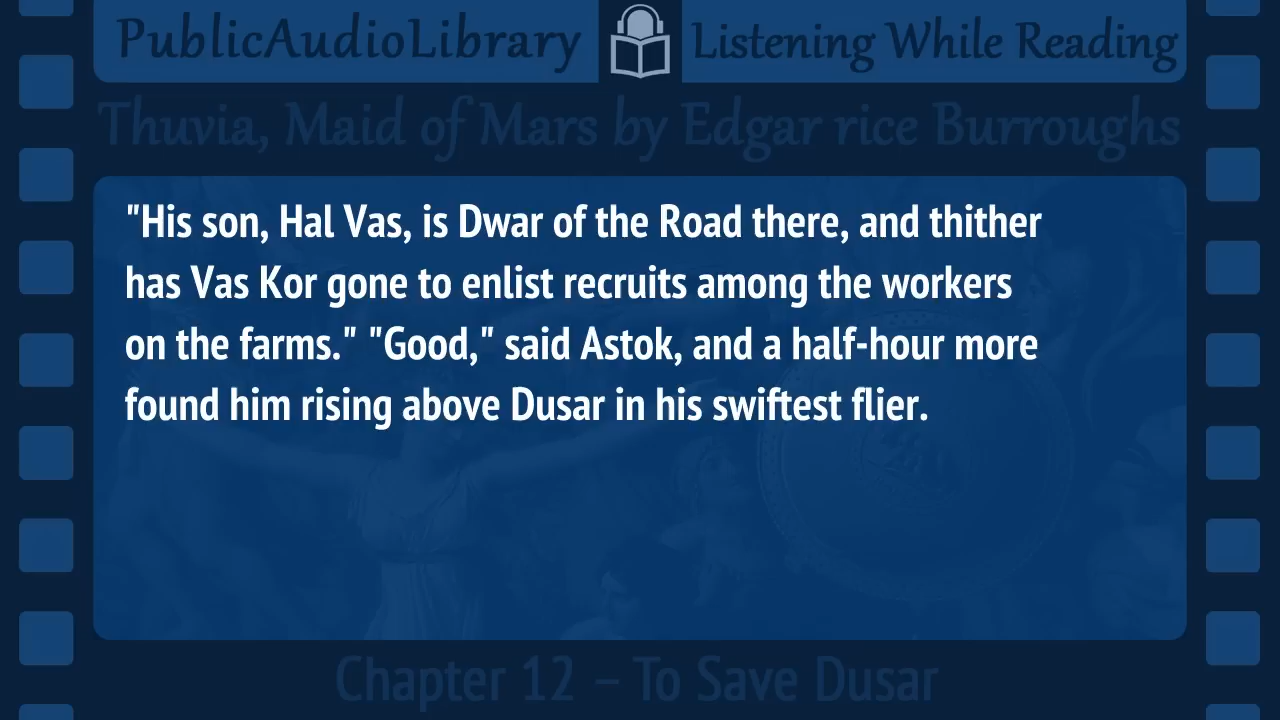 PublicAudioLibrary
Listening While Reading
Thuvia, Maid of Mars by Edgar rice Burroughs
"His son, Hal Vas, is Dwar of the Road there, and thither
has Vas Kor gone to enlist recruits among the workers
on the farms." "Good," said Astok, and a half-hour more
found him rising above Dusar in his swiftest flier.
Chapter 12 – To Save Dusar